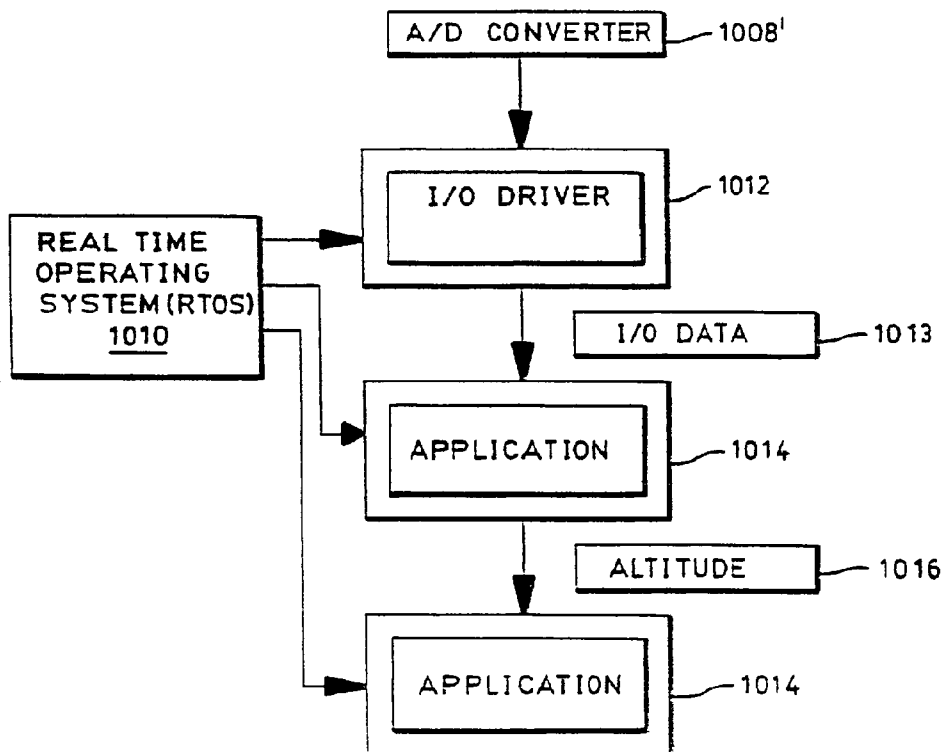 A/D CONVERTER
1008'
I/O DRIVER
1012
REAL TIME
OPERATING
SYSTEM(RTOS)
1010
I/O DATA
1013
APPLICATION
1014
ALTITUDE
1016
APPLICATION
1014